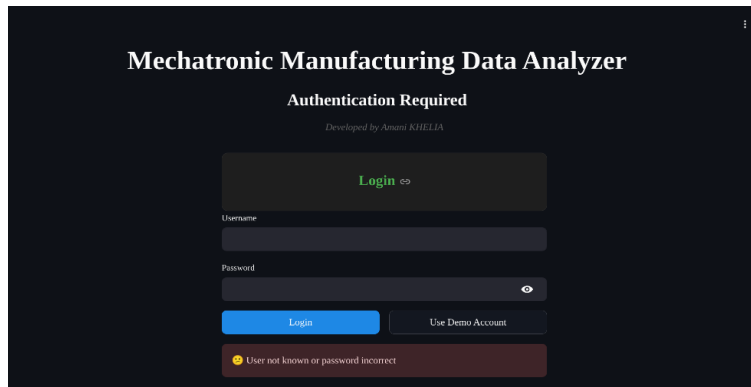 Mechatronic Manufacturing Data Analyzer
Authentication Required
Developed by Amani KHELIA
Login
Username
Password
Login
Use Demo Account
😕 User not known or password incorrect